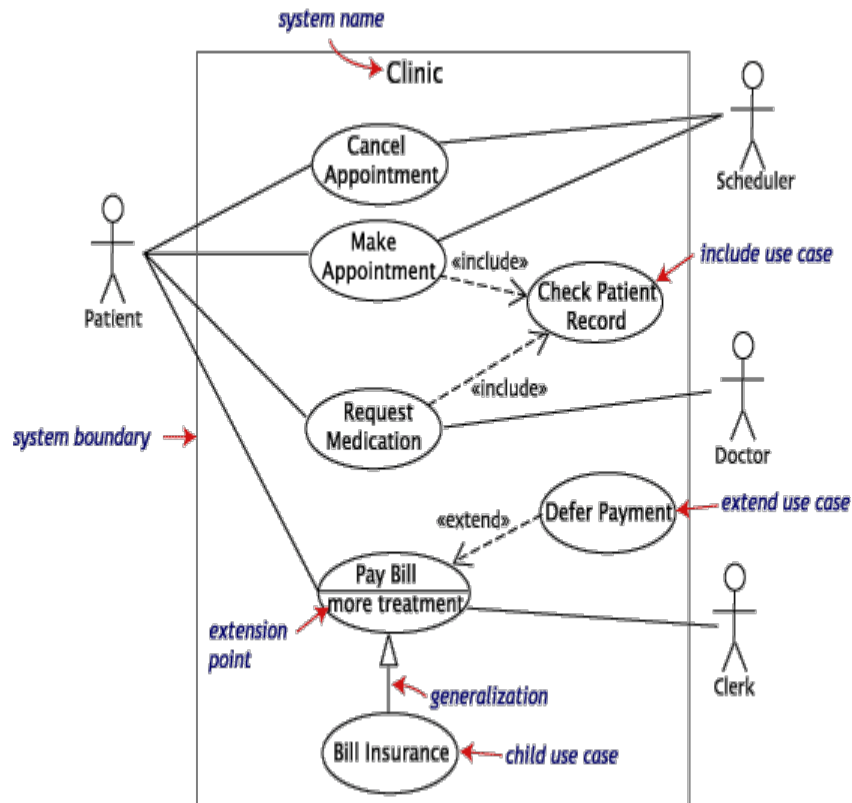 system name
Clinic
Cancel
Appointment
Scheduler
Make
Appointment
«include»
include use case
Check Patient
Record
Patient
«include»
Request
Medication
system boundary
Doctor
«extend»
Defer Payment
extend use case
Pay Bill
more treatment
extension
point
Clerk
generalization
Bill Insurance
child use case